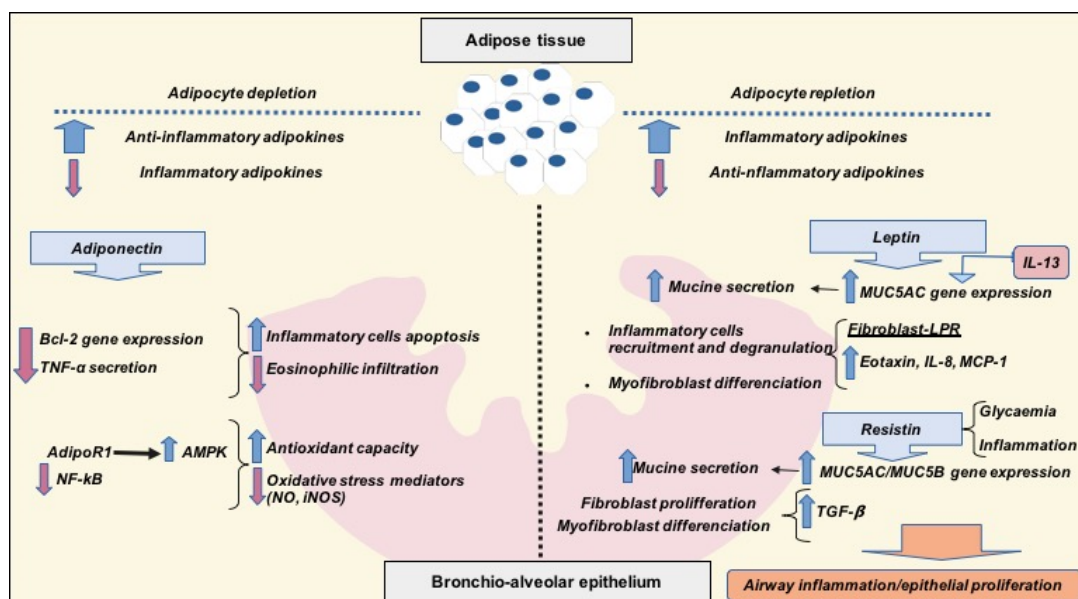 Adipose tissue
Adipocyte depletion
Anti-inflammatory adipokines
Inflammatory adipokines
Adiponectin
Bcl-2 gene expression
TNF-α secretion
Inflammatory cells apoptosis
Eosinophilic infiltration
AdipoR1
AMPK
NF-kB
Antioxidant capacity
Oxidative stress mediators
(NO, iNOS)
Adipocyte repletion
Inflammatory adipokines
Anti-nflammatory adipokines
Leptin
IL-13
Mucine secretion
MUC5AC gene expression
• Inflammatory cells
recruitment and degranulation
• Myofibroblast differenciation
Fibroblast-LPR
Eotaxin, IL-8, MCP-1
Resistin
Glycaemia
Inflammation
Mucine secretion
MUC5AC/MUC5B gene expression
Fibroblast prolifferation
Myofibroblast differenciation
TGF-β
Bronchio-alveolar epithelium
Airway inflammation/epithelial proliferation